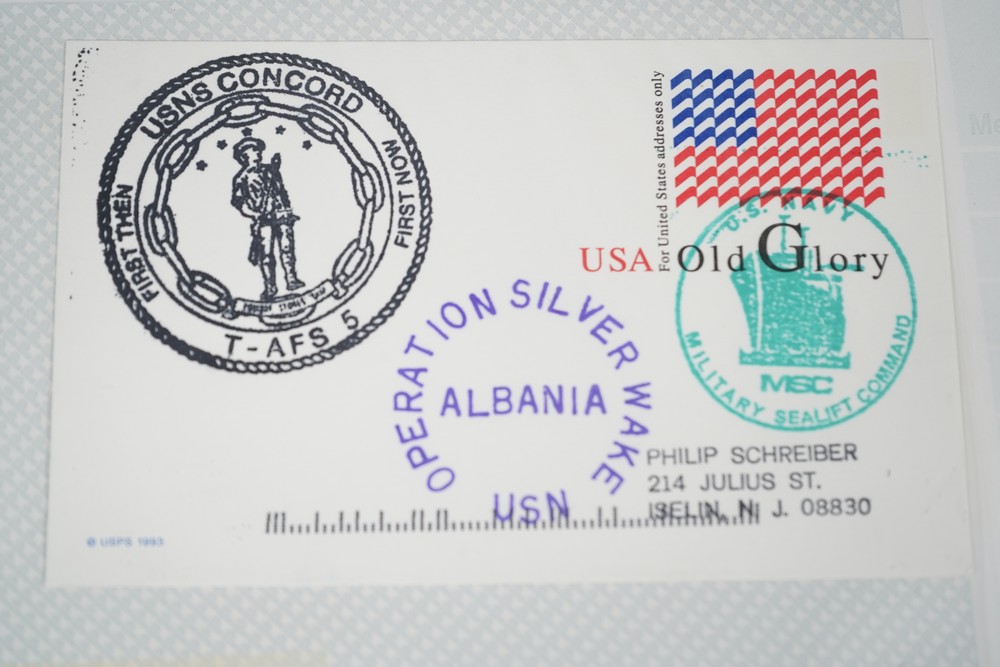 USNS CONCORD
FIRST THEN
FIRST NOW
T-AFS 5
For United States addresses only
USA Old Glory
U.S. NAVY
MSC
MILITARY SEALIFT COMMAND
OPERATION SILVER WAKE
ALBANIA
USN
PHILIP SCHREIBER
214 JULIUS ST.
ISELIN, N. J. 08830
© USPS 1993